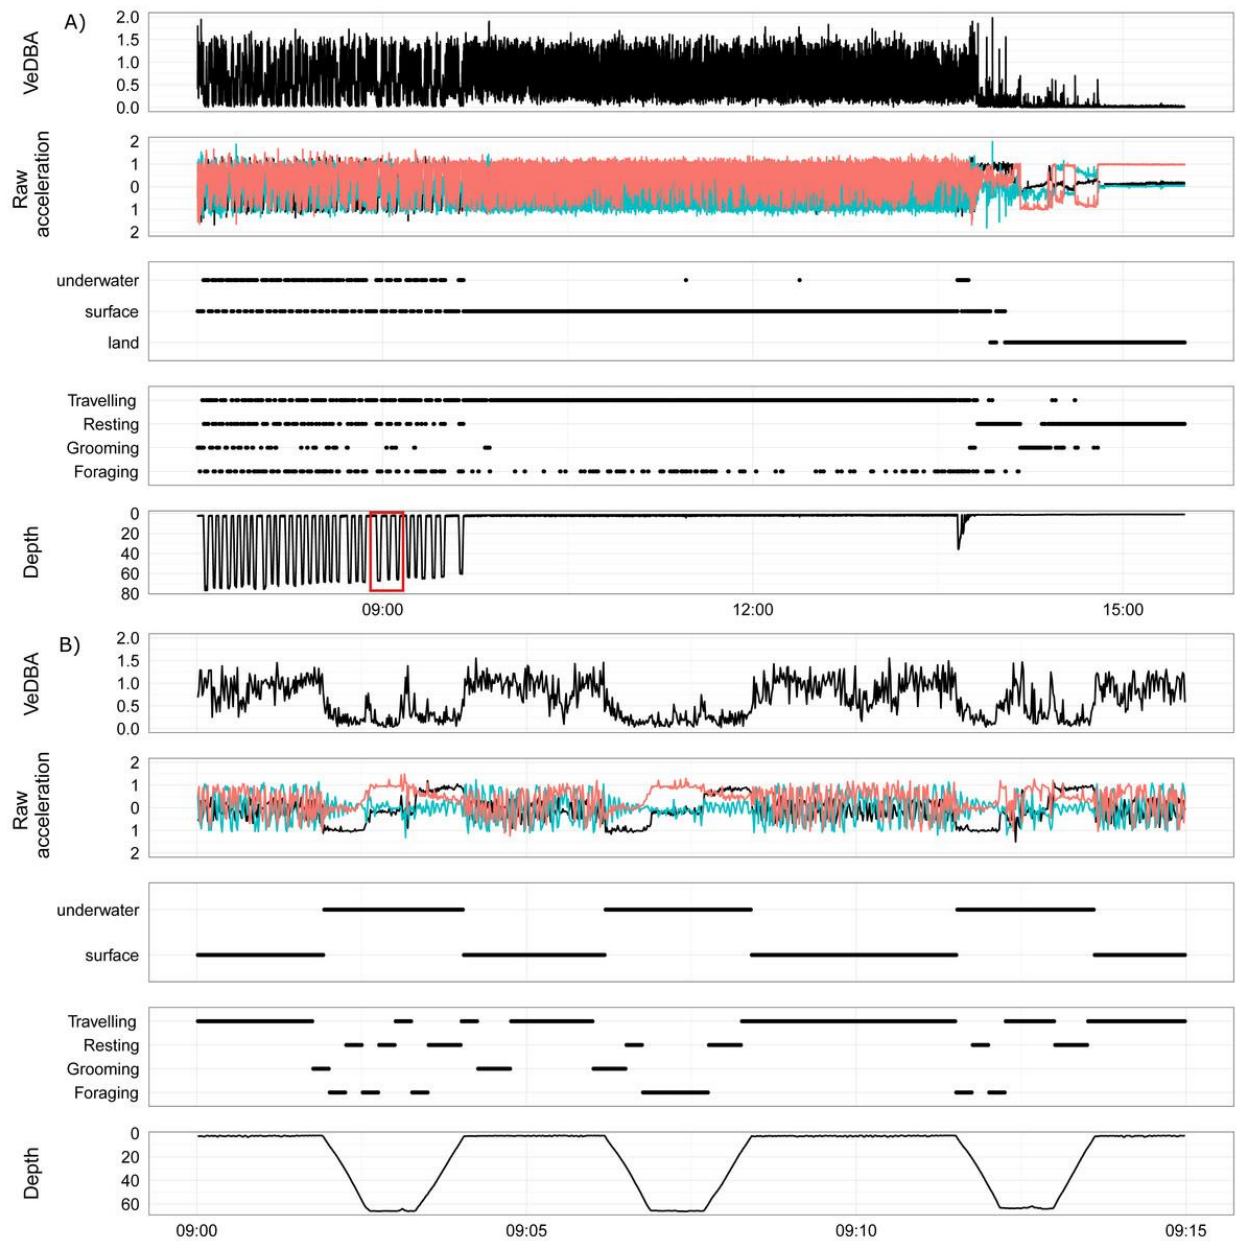 A)
VeDBA
2.0
1.5
1.0
0.5
0.0
Raw
acceleration
2
1
0
1
2
underwater
surface
land
Travelling
Resting
Grooming
Foraging
Depth
0
20
40
60
80
09:00 12:00 15:00
B)
VeDBA
2.0
1.5
1.0
0.5
0.0
Raw
acceleration
2
1
0
1
2
underwater
surface
Travelling
Resting
Grooming
Foraging
Depth
0
20
40
60
09:00 09:05 09:10 09:15